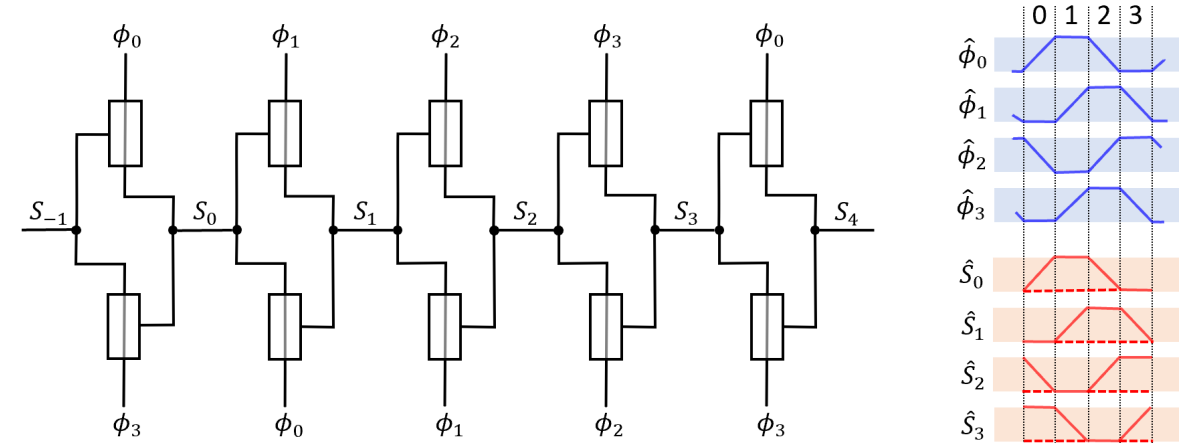 ϕ₀ ϕ₁ ϕ₂ ϕ₃ ϕ₀
S₋₁ S₀ S₁ S₂ S₃ S₄
ϕ₃ ϕ₀ ϕ₁ ϕ₂ ϕ₃
0 1 2 3
ϕ̂₀
ϕ̂₁
ϕ̂₂
ϕ̂₃
Ŝ₀
Ŝ₁
Ŝ₂
Ŝ₃